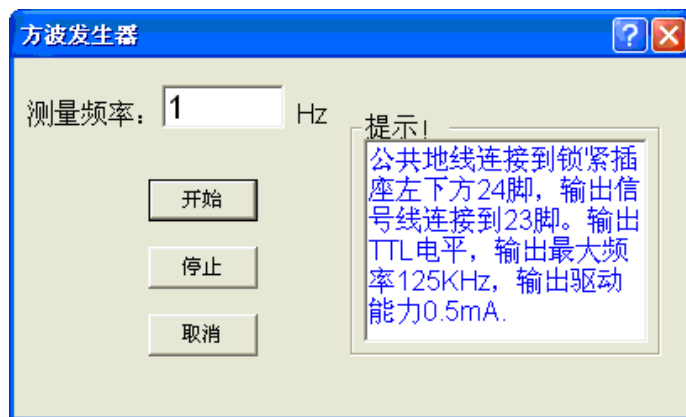 方波发生器
测量频率：
1
Hz
开始
停止
取消
提示！
公共地线连接到锁紧插
座左下方24脚，输出信
号线连接到23脚。输出
TTL电平，输出最大频
率125KHz，输出驱动
能力0.5mA.